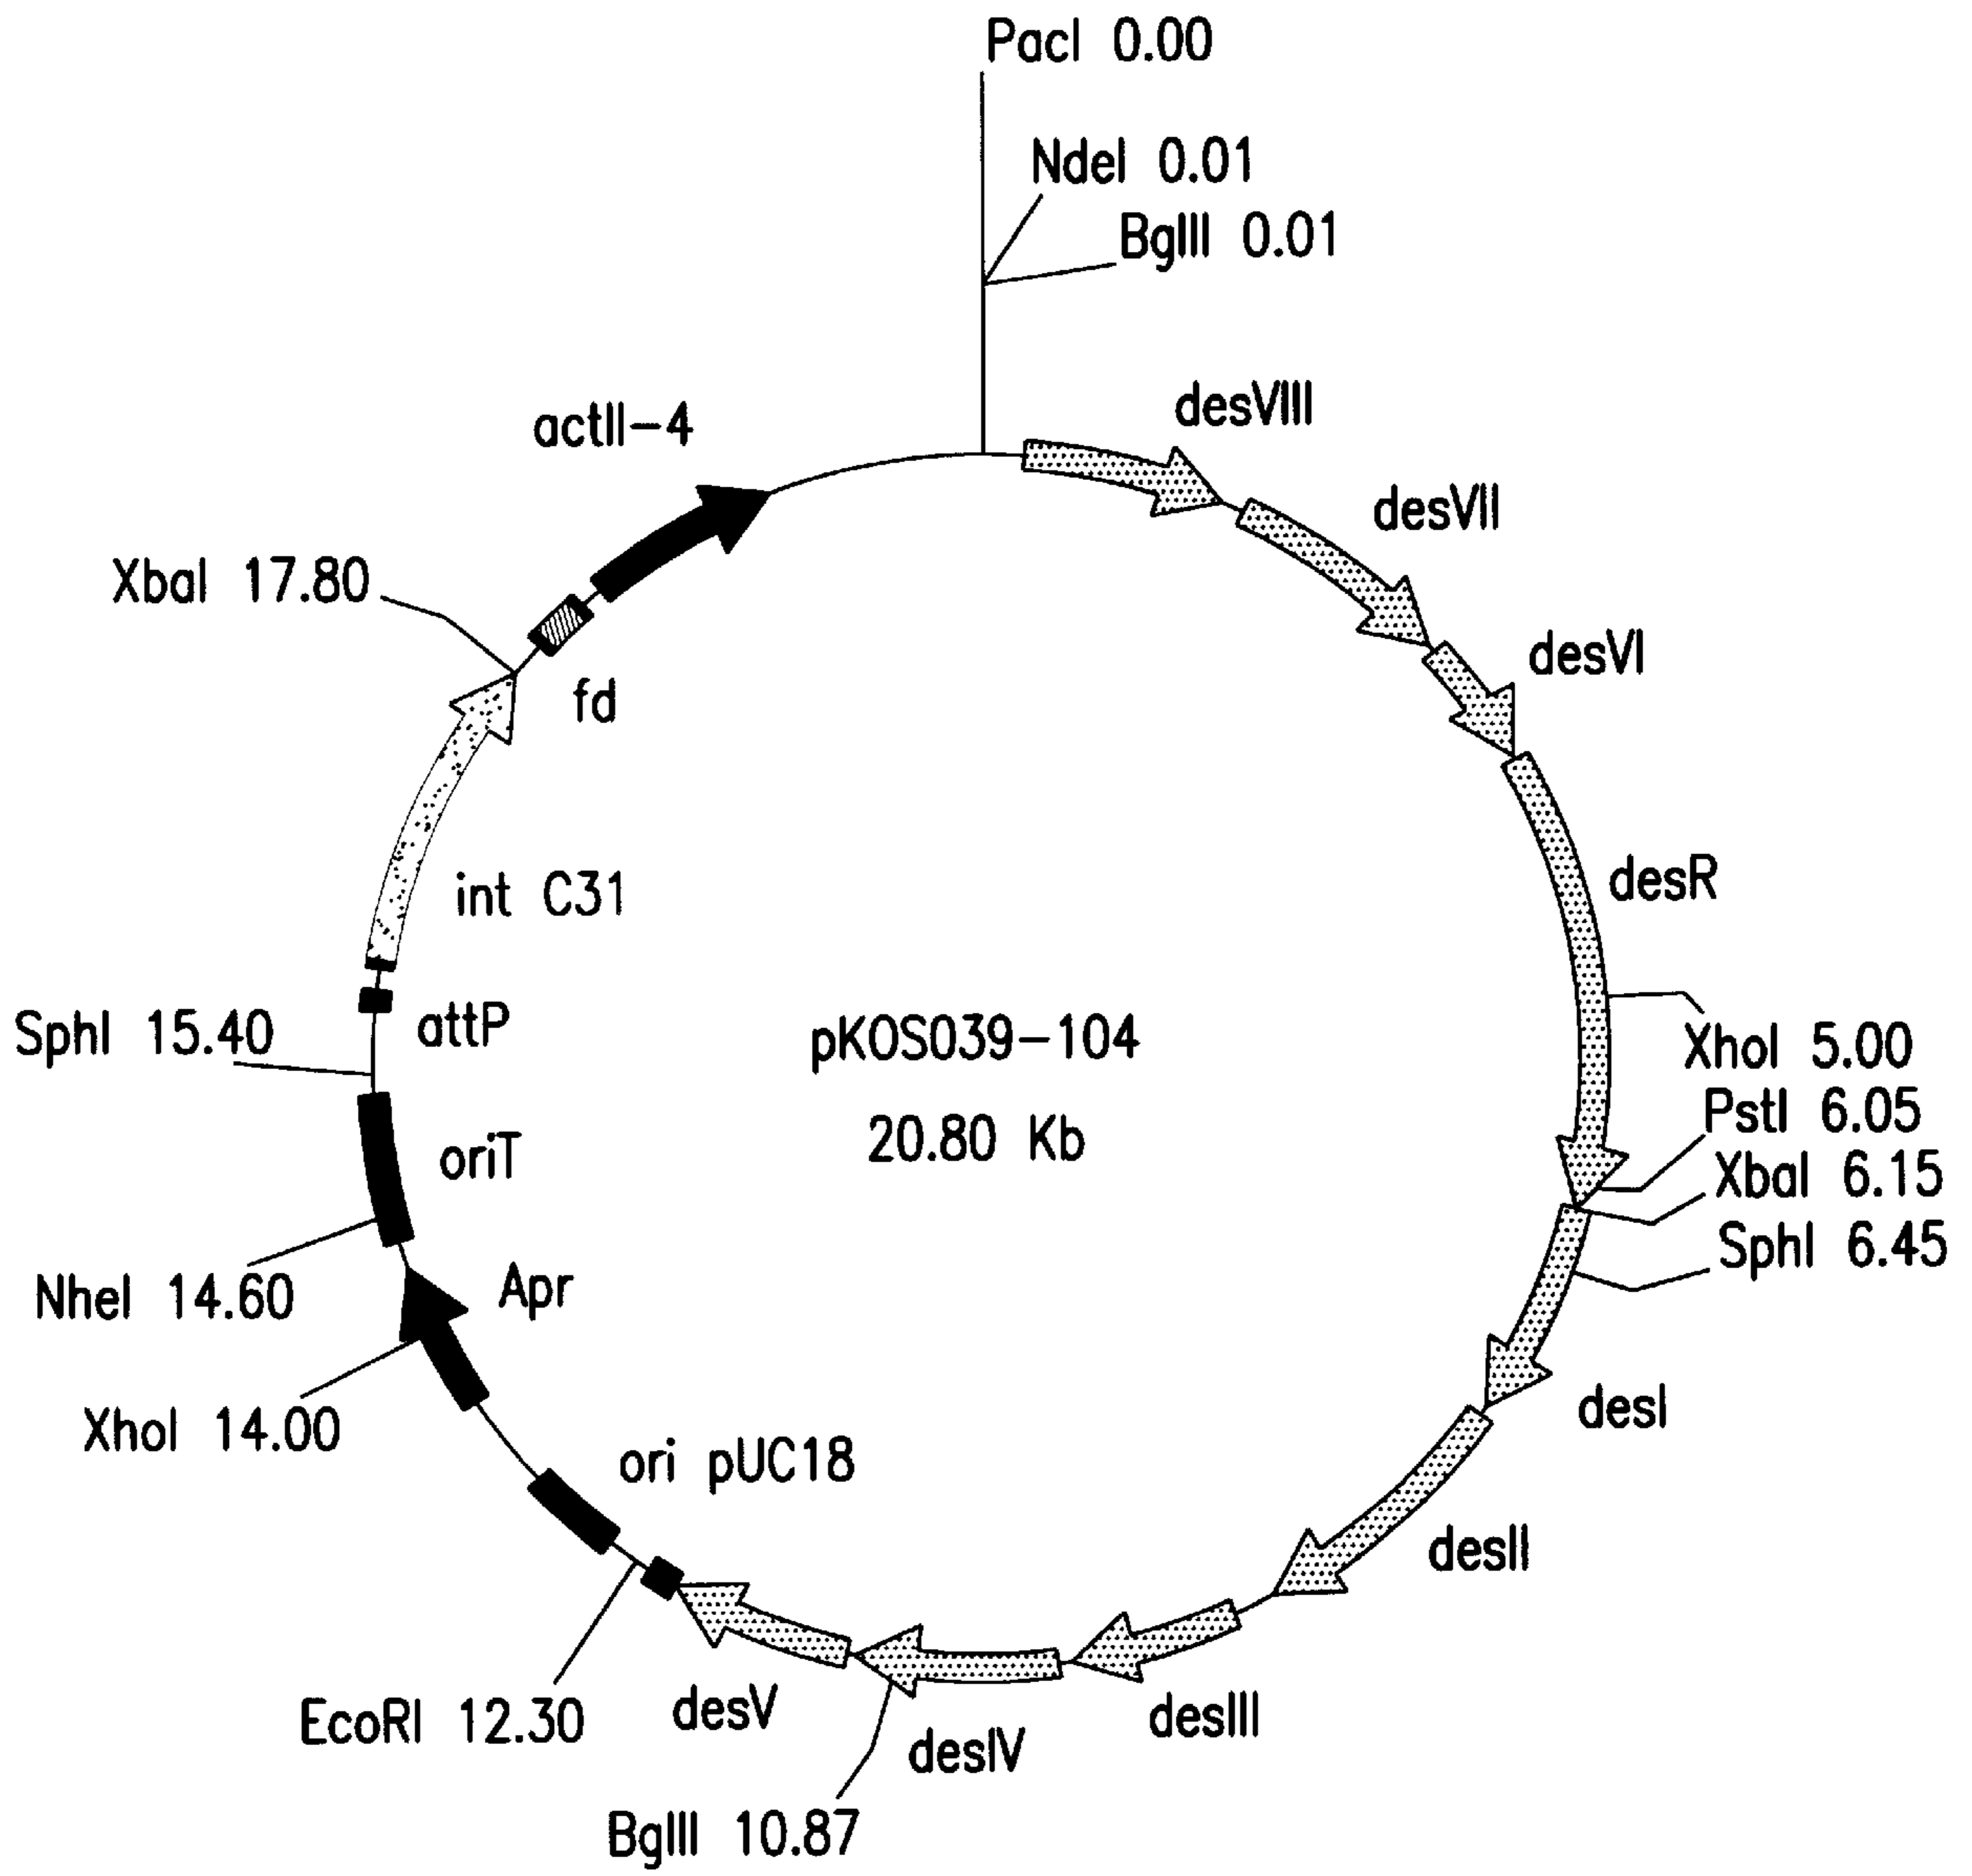 PacI 0.00
NdeI 0.01
BglII 0.01
desVIII
actII-4
desVII
XbaI 17.80
desVI
fd
desR
int C31
SphI 15.40
attP
pKOS039-104
XhoI 5.00
20.80 Kb
PstI 6.05
oriT
XbaI 6.15
SphI 6.45
NheI 14.60
Apr
desI
XhoI 14.00
ori pUC18
desII
EcoRI 12.30
desV
desIII
desIV
BglII 10.87